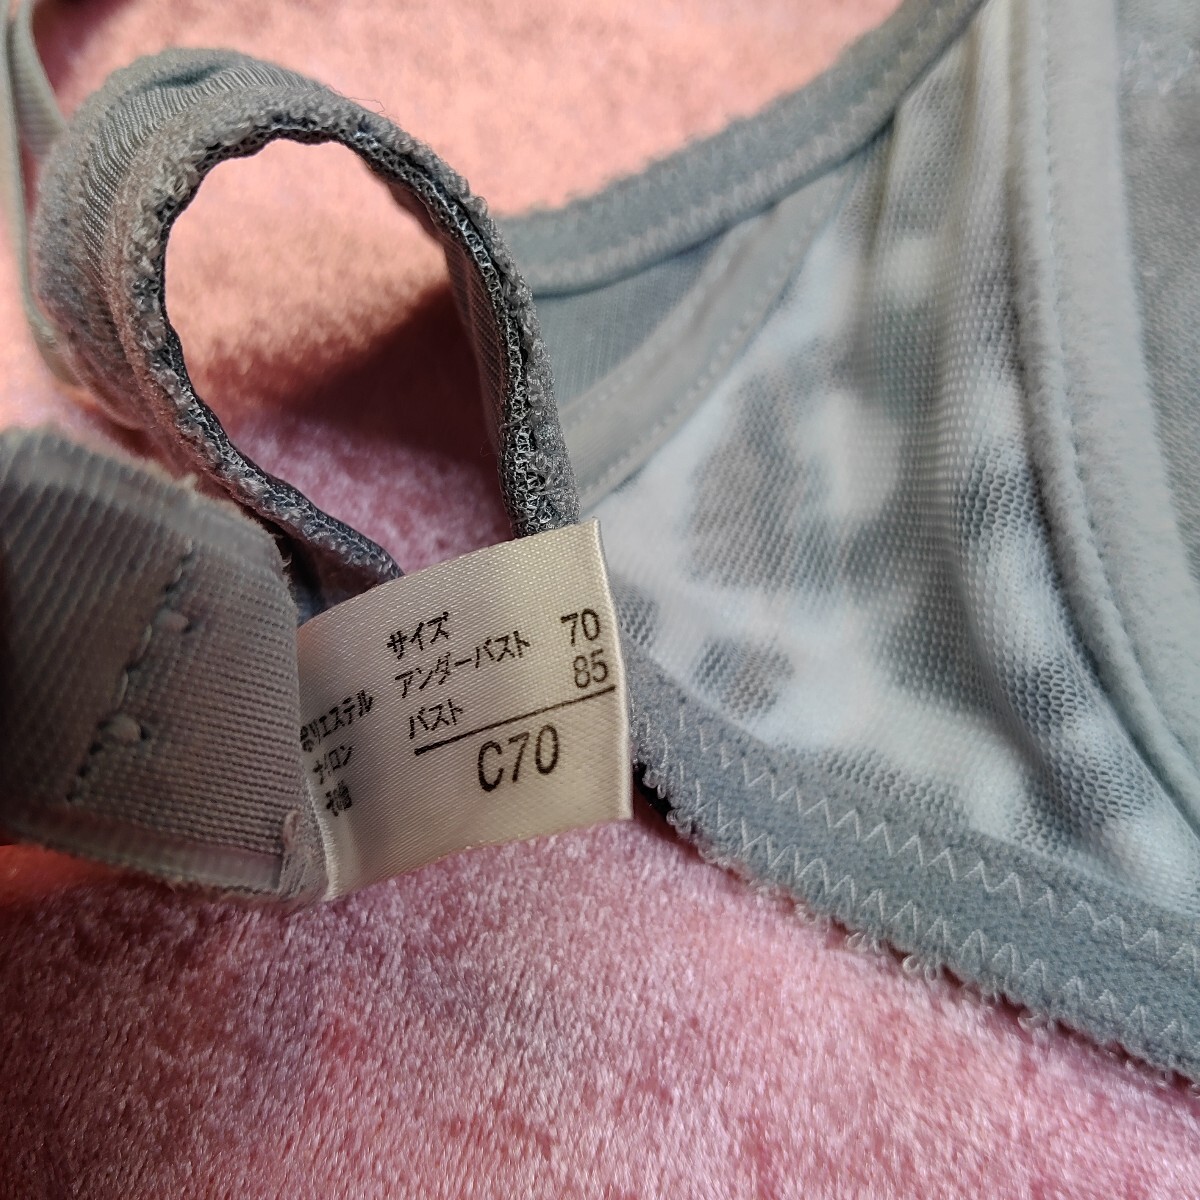 サイズ
アンダーバスト 70
バスト 85
C70
ポリエステル
ナイロン